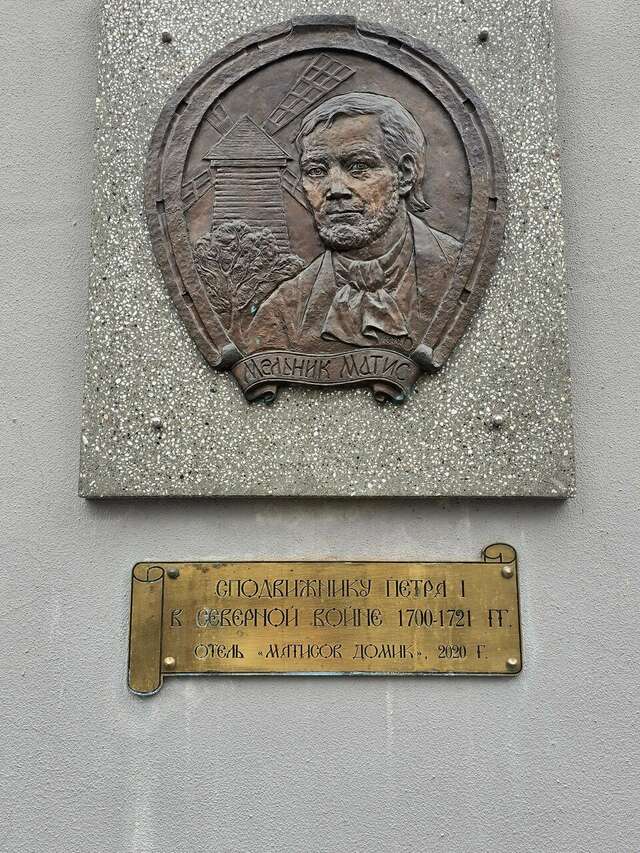 Мельник Матис
СПОДВИЖНИКУ ПЕТРА I
В СЕВЕРНОЙ ВОЙНЕ 1700-1721 ГГ.
ОТЕЛЬ «МАТИСОВ ДОМИК», 2020 Г.